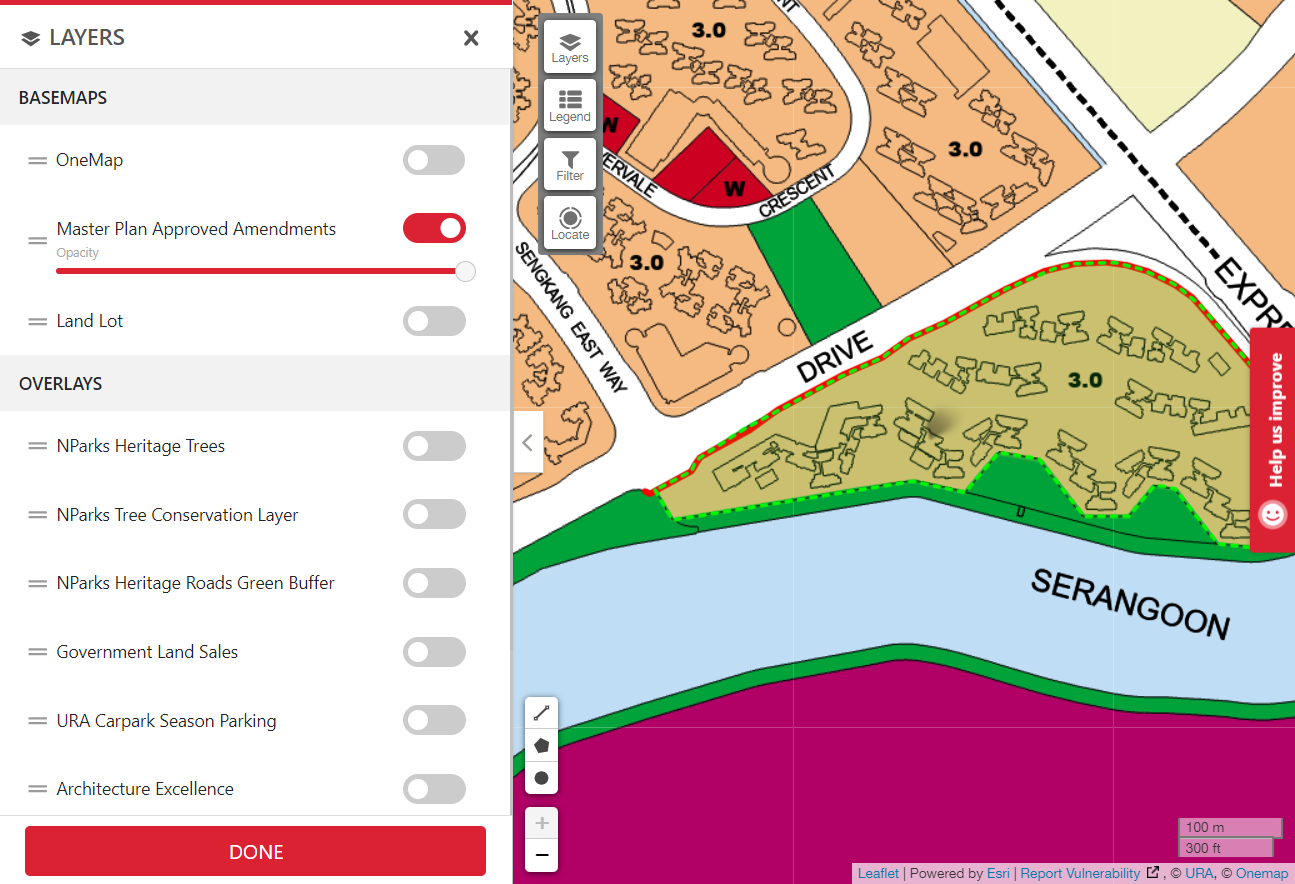 LAYERS
BASEMAPS
OneMap
Master Plan Approved Amendments
Opacity
Land Lot
OVERLAYS
NParks Heritage Trees
NParks Tree Conservation Layer
NParks Heritage Roads Green Buffer
Government Land Sales
URA Carpark Season Parking
Architecture Excellence
DONE
Layers
Legend
Filter
Locate
3.0
W
ERVALE
W
CRESCENT
NT
3.0
3.0
SENGKANG EAST WAY
DRIVE
EXPRE
3.0
SERANGOON
Help us improve
100 m
300 ft
Leaflet | Powered by Esri | Report Vulnerability , © URA, © Onemap